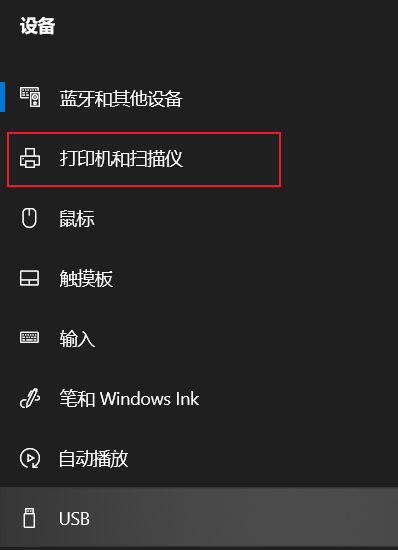 设备
蓝牙和其他设备
打印机和扫描仪
鼠标
触摸板
输入
笔和 Windows Ink
自动播放
USB